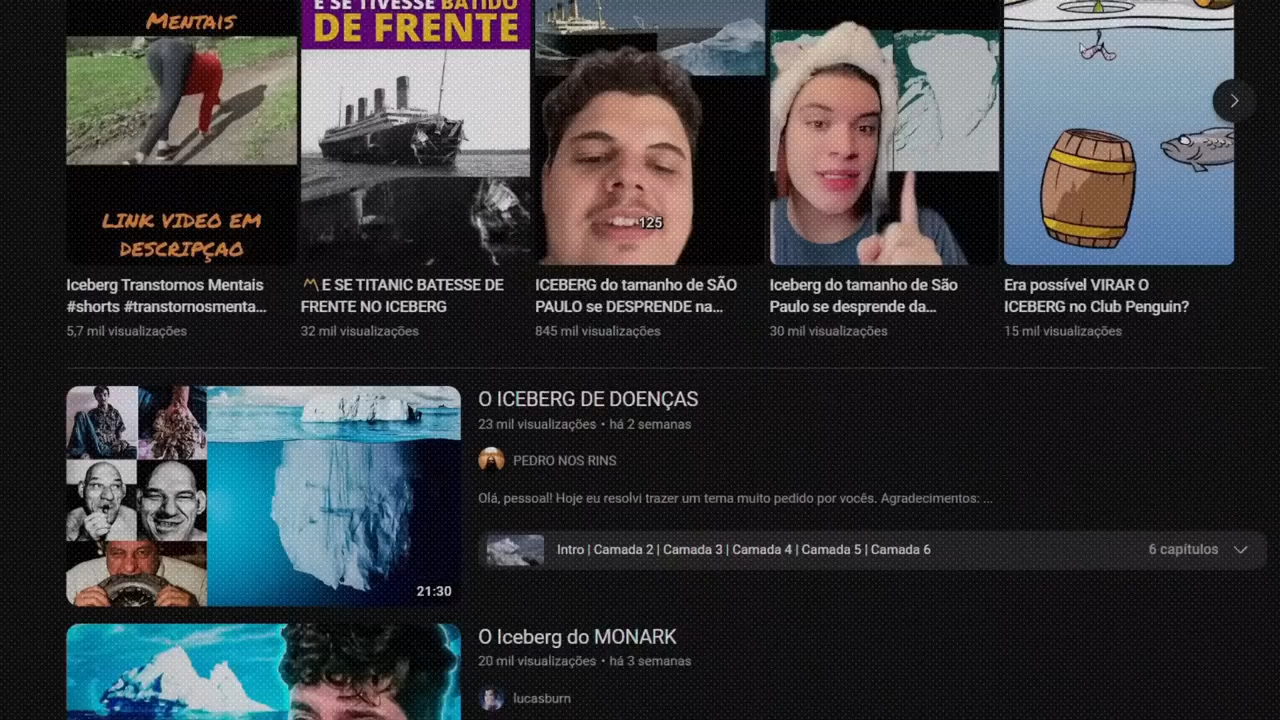 MENTAIS
E SE TIVESSE BATIDO
DE FRENTE
LINK VIDEO EM
DESCRIPÇAO
125
Iceberg Transtornos Mentais
#shorts #transtornosmenta...
5,7 mil visualizações
E SE TITANIC BATESSE DE
FRENTE NO ICEBERG
32 mil visualizações
ICEBERG do tamanho de SÃO
PAULO se DESPRENDE na...
845 mil visualizações
Iceberg do tamanho de São
Paulo se desprende da...
30 mil visualizações
Era possível VIRAR O
ICEBERG no Club Penguin?
15 mil visualizações
O ICEBERG DE DOENÇAS
23 mil visualizações • há 2 semanas
PEDRO NOS RINS
Olá, pessoal! Hoje eu resolvi trazer um tema muito pedido por vocês. Agradecimentos: ...
Intro | Camada 2 | Camada 3 | Camada 4 | Camada 5 | Camada 6
6 capítulos
21:30
O Iceberg do MONARK
20 mil visualizações • há 3 semanas
lucasburn